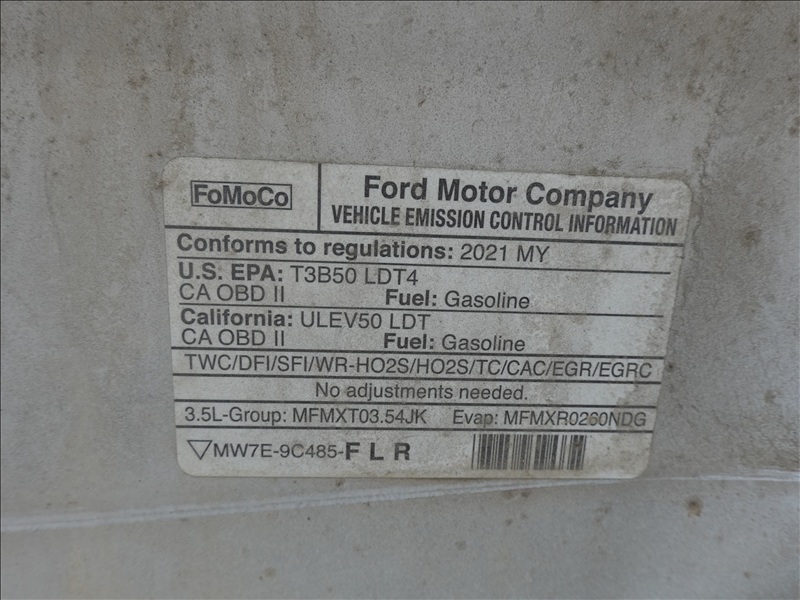 FoMoCo
Ford Motor Company
VEHICLE EMISSION CONTROL INFORMATION
Conforms to regulations: 2021 MY
U.S. EPA: T3B50 LDT4
CA OBD II Fuel: Gasoline
California: ULEV50 LDT
CA OBD II Fuel: Gasoline
TWC/DFI/SFI/WR-HO2S/HO2S/TC/CAC/EGR/EGRC
No adjustments needed.
3.5L-Group: MFMXT03.54JK Evap: MFMXR0260NDG
MW7E-9C485-FLR